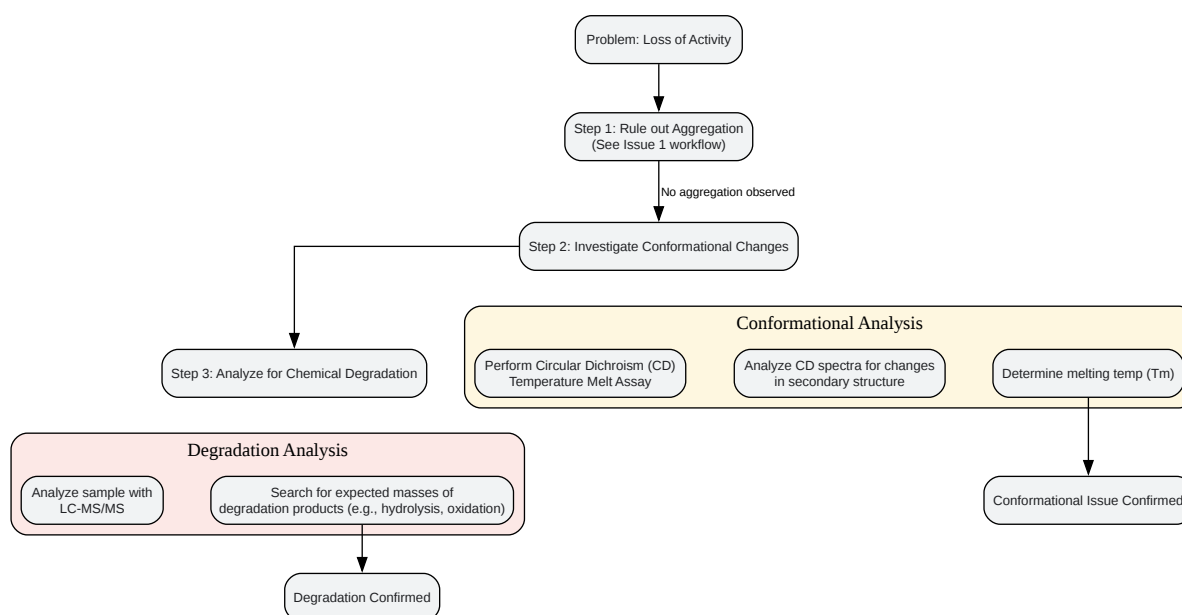 Problem: Loss of Activity
Step 1: Rule out Aggregation
(See Issue 1 workflow)
No aggregation observed
Step 2: Investigate Conformational Changes
Conformational Analysis
Step 3: Analyze for Chemical Degradation
Perform Circular Dichroism (CD)
Temperature Melt Assay
Analyze CD spectra for changes
in secondary structure
Determine melting temp (Tm)
Degradation Analysis
Analyze sample with
LC-MS/MS
Search for expected masses of
degradation products (e.g., hydrolysis, oxidation)
Conformational Issue Confirmed
Degradation Confirmed